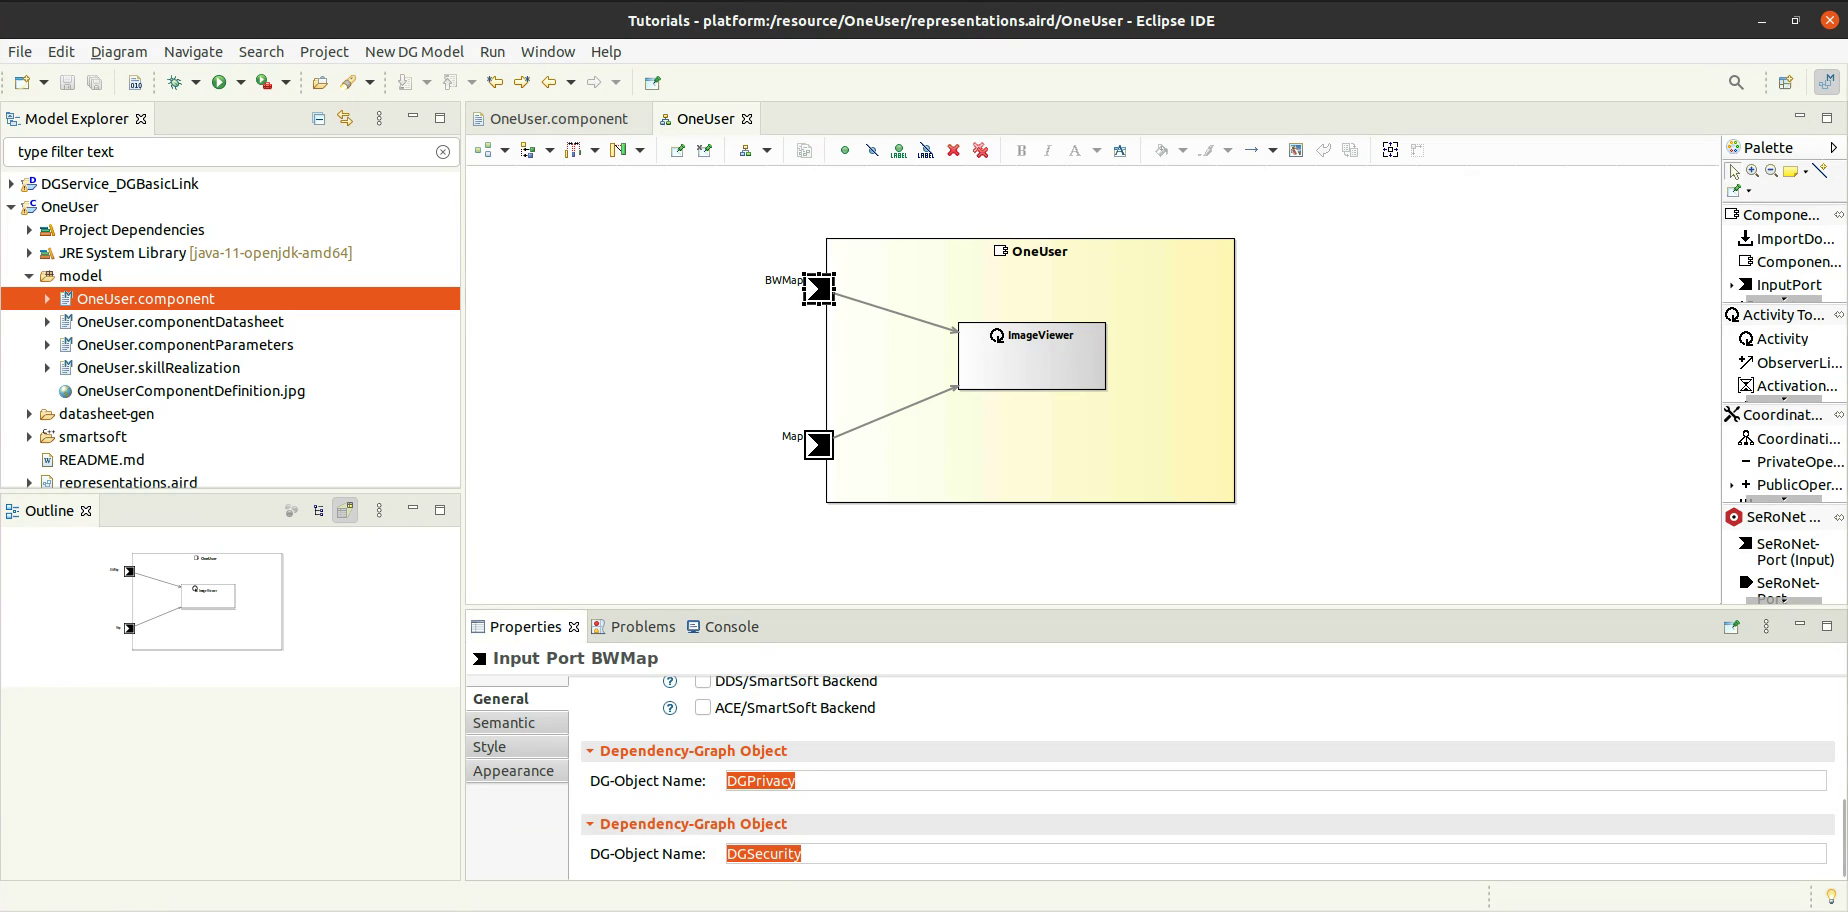 Tutorials - platform:/resource/OneUser/representations.aird/OneUser - Eclipse IDE
File Edit Diagram Navigate Search Project New DG Model Run Window Help
Model Explorer
type filter text
DGService_DGBasicLink
OneUser
Project Dependencies
JRE System Library [java-11-openjdk-amd64]
model
OneUser.component
OneUser.componentDatasheet
OneUser.componentParameters
OneUser.skillRealization
OneUserComponentDefinition.jpg
datasheet-gen
smartsoft
README.md
representations.aird
Outline
OneUser.component OneUser
OneUser
BWMap
ImageViewer
Map
Palette
Compone...
ImportDo...
Componen...
InputPort
Activity To...
Activity
ObserverLi...
Activation...
Coordinat...
Coordinati...
PrivateOpe...
PublicOper...
SeRoNet ...
SeRoNet-
Port (Input)
SeRoNet-
Port
Properties Problems Console
Input Port BWMap
General
Semantic
Style
Appearance
DDS/SmartSoft Backend
ACE/SmartSoft Backend
Dependency-Graph Object
DG-Object Name: DGPrivacy
Dependency-Graph Object
DG-Object Name: DGSecurity